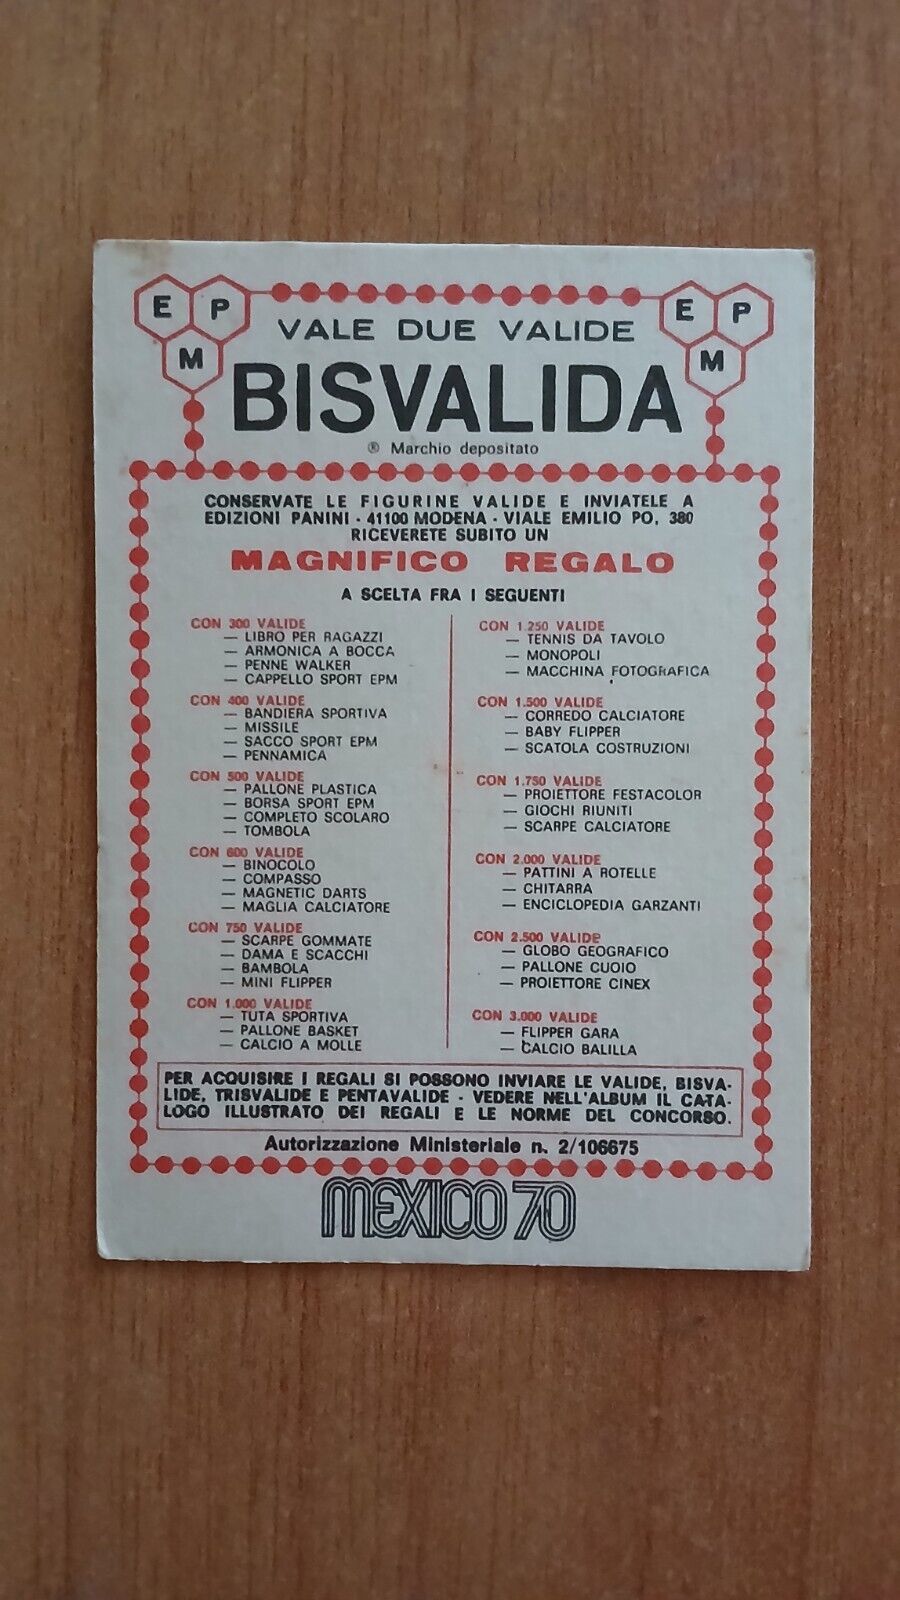 E P M
E P M
VALE DUE VALIDE
BISVALIDA
® Marchio depositato
CONSERVATE LE FIGURINE VALIDE E INVIATELE A
EDIZIONI PANINI - 41100 MODENA - VIALE EMILIO PO, 380
RICEVERETE SUBITO UN
MAGNIFICO REGALO
A SCELTA FRA I SEGUENTI
CON 300 VALIDE
— LIBRO PER RAGAZZI
— ARMONICA A BOCCA
— PENNE WALKER
— CAPPELLO SPORT EPM
CON 400 VALIDE
— BANDIERA SPORTIVA
— MISSILE
— SACCO SPORT EPM
— PENNAMICA
CON 500 VALIDE
— PALLONE PLASTICA
— BORSA SPORT EPM
— COMPLETO SCOLARO
— TOMBOLA
CON 600 VALIDE
— BINOCOLO
— COMPASSO
— MAGNETIC DARTS
— MAGLIA CALCIATORE
CON 750 VALIDE
— SCARPE GOMMATE
— DAMA E SCACCHI
— BAMBOLA
— MINI FLIPPER
CON 1.000 VALIDE
— TUTA SPORTIVA
— PALLONE BASKET
— CALCIO A MOLLE
CON 1.250 VALIDE
— TENNIS DA TAVOLO
— MONOPOLI
— MACCHINA FOTOGRAFICA
CON 1.500 VALIDE
— CORREDO CALCIATORE
— BABY FLIPPER
— SCATOLA COSTRUZIONI
CON 1.750 VALIDE
— PROIETTORE FESTACOLOR
— GIOCHI RIUNITI
— SCARPE CALCIATORE
CON 2.000 VALIDE
— PATTINI A ROTELLE
— CHITARRA
— ENCICLOPEDIA GARZANTI
CON 2.500 VALIDE
— GLOBO GEOGRAFICO
— PALLONE CUOIO
— PROIETTORE CINEX
CON 3.000 VALIDE
— FLIPPER GARA
— CALCIO BALILLA
PER ACQUISIRE I REGALI SI POSSONO INVIARE LE VALIDE, BISVA-
LIDE, TRISVALIDE E PENTAVALIDE - VEDERE NELL'ALBUM IL CATA-
LOGO ILLUSTRATO DEI REGALI E LE NORME DEL CONCORSO.
Autorizzazione Ministeriale n. 2/106675
MEXICO 70